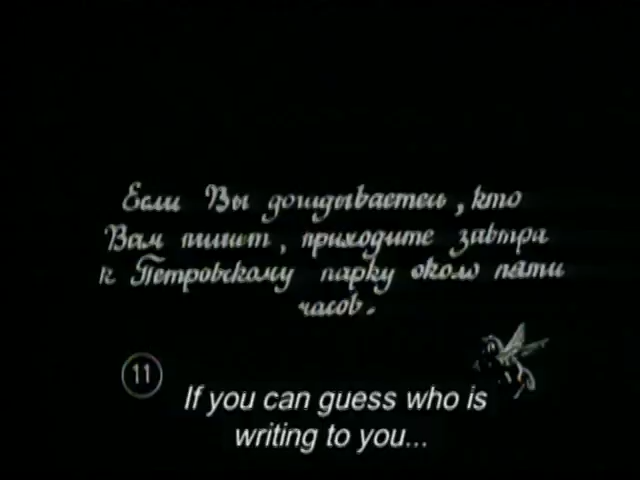 Если Вы догадываетесь, кто
Вам пишет, приходите завтра
к Петровскому парку около пяти
часов.
11
If you can guess who is
writing to you...